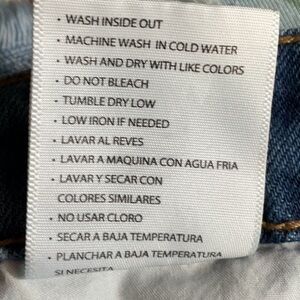 • WASH INSIDE OUT
• MACHINE WASH IN COLD WATER
• WASH AND DRY WITH LIKE COLORS
• DO NOT BLEACH
• TUMBLE DRY LOW
• LOW IRON IF NEEDED
• LAVAR AL REVES
• LAVAR A MAQUINA CON AGUA FRIA
• LAVAR Y SECAR CON
COLORES SIMILARES
• NO USAR CLORO
• SECAR A BAJA TEMPERATURA
• PLANCHAR A BAJA TEMPERATURA
SI NECESITA